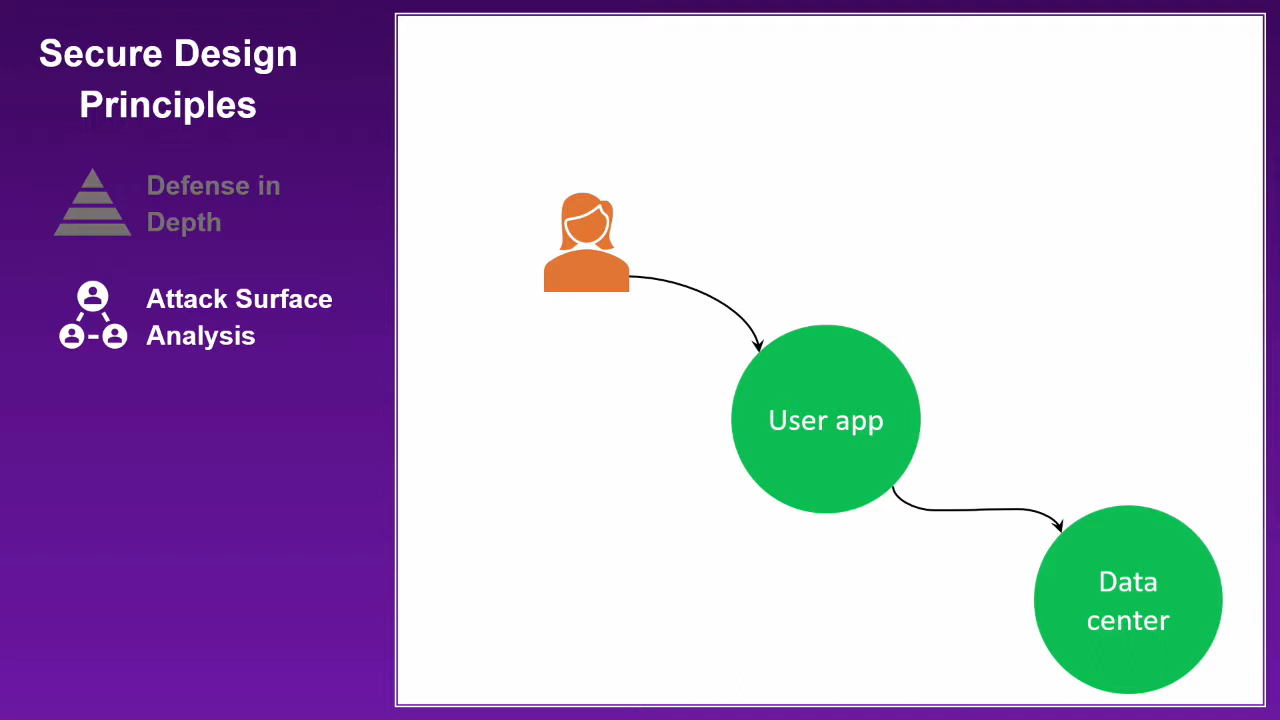 Secure Design
Principles
Defense in
Depth
Attack Surface
Analysis
User app
Data
center